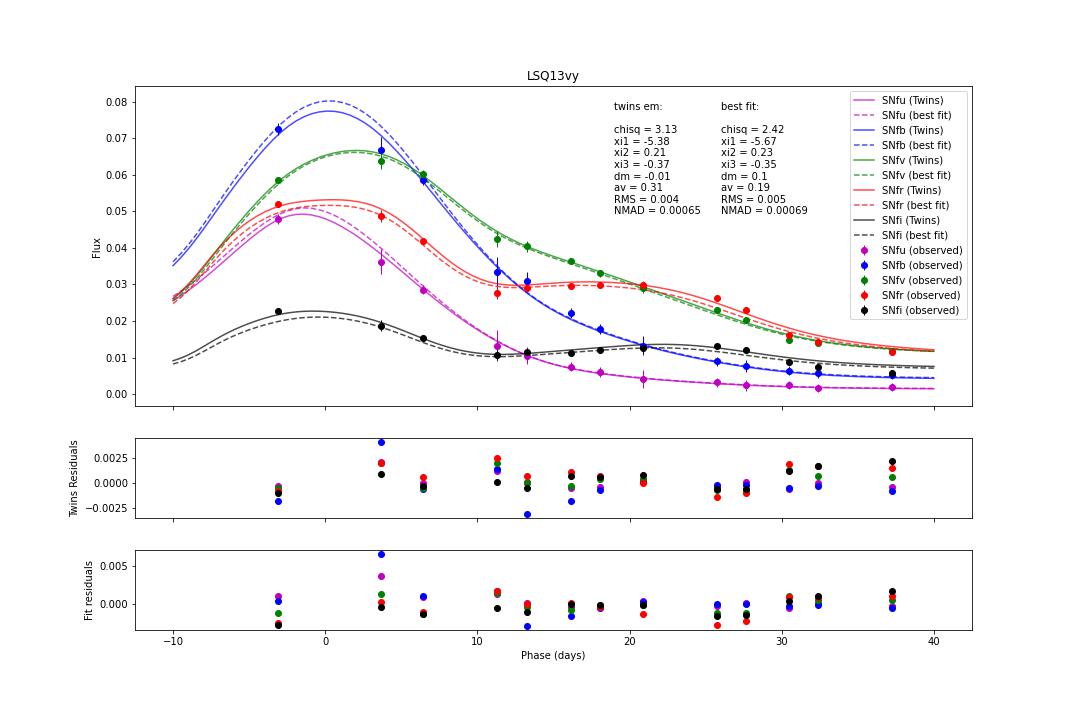 LSQ13vy
Flux
0.08
0.07
0.06
0.05
0.04
0.03
0.02
0.01
0.00
twins em: best fit:
chisq = 3.13 chisq = 2.42
xi1 = -5.38 xi1 = -5.67
xi2 = 0.21 xi2 = 0.23
xi3 = -0.37 xi3 = -0.35
dm = -0.01 dm = 0.1
av = 0.31 av = 0.19
RMS = 0.004 RMS = 0.005
NMAD = 0.00065 NMAD = 0.00069
SNfu (Twins)
SNfu (best fit)
SNfb (Twins)
SNfb (best fit)
SNfv (Twins)
SNfv (best fit)
SNfr (Twins)
SNfr (best fit)
SNfi (Twins)
SNfi (best fit)
SNfu (observed)
SNfb (observed)
SNfv (observed)
SNfr (observed)
SNfi (observed)
Twins Residuals
0.0025
0.0000
−0.0025
Fit residuals
0.005
0.000
−10 0 10 20 30 40
Phase (days)